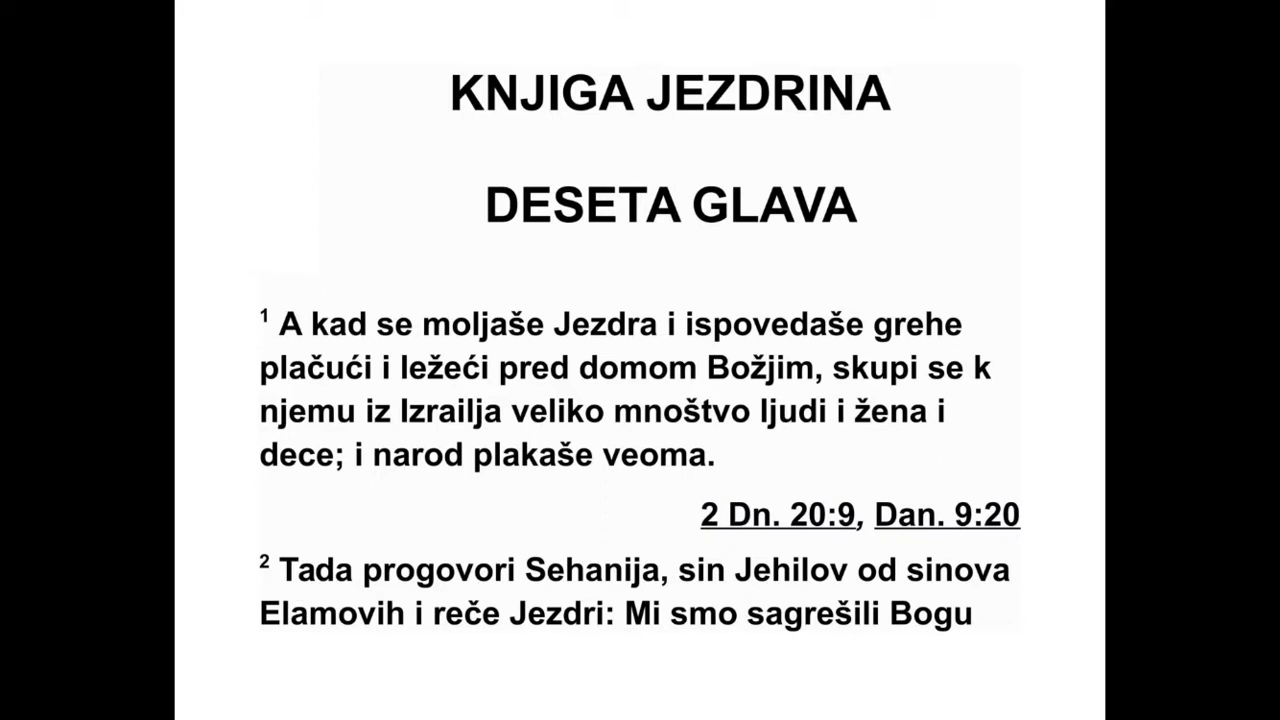 KNJIGA JEZDRINA
DESETA GLAVA
1 A kad se moljaše Jezdra i ispovedaše grehe
plačući i ležeći pred domom Božjim, skupi se k
njemu iz Izrailja veliko mnoštvo ljudi i žena i
dece; i narod plakaše veoma.
2 Dn. 20:9, Dan. 9:20
2 Tada progovori Sehanija, sin Jehilov od sinova
Elamovih i reče Jezdri: Mi smo sagrešili Bogu